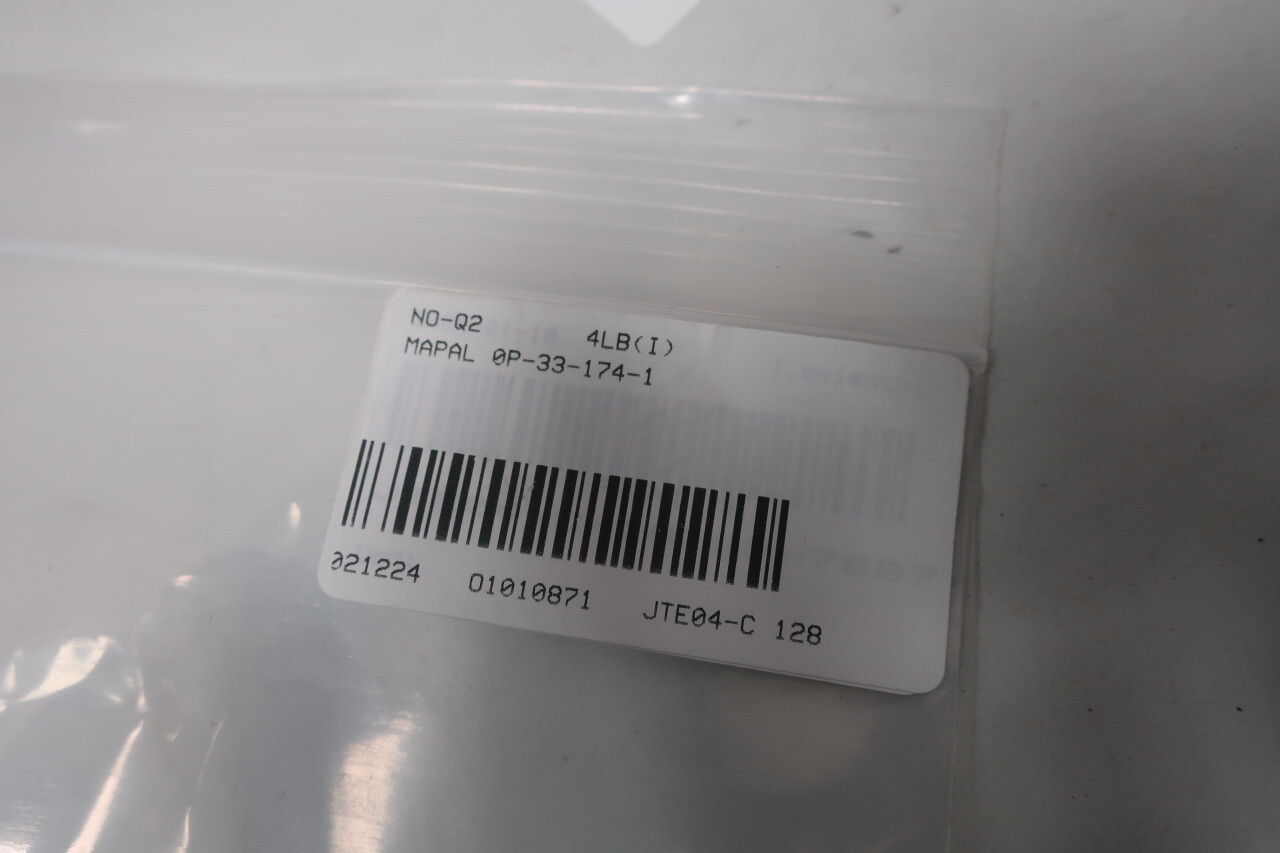 NO-Q2 4LB(I)
MAPAL 0P-33-174-1
021224 01010871 JTE04-C 128